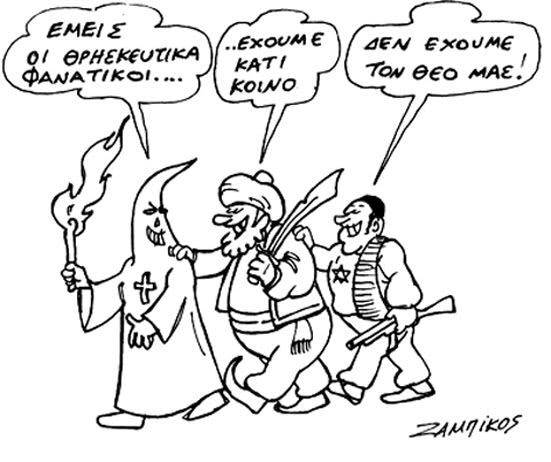 ΕΜΕΙΣ
ΟΙ ΘΡΗΣΚΕΥΤΙΚΑ
ΦΑΝΑΤΙΚΟΙ....
..ΕΧΟΥΜΕ
ΚΑΤΙ
ΚΟΙΝΟ
ΔΕΝ ΕΧΟΥΜΕ
ΤΟΝ ΘΕΟ ΜΑΣ!
ΖΑΜΠΙΚΟΣ